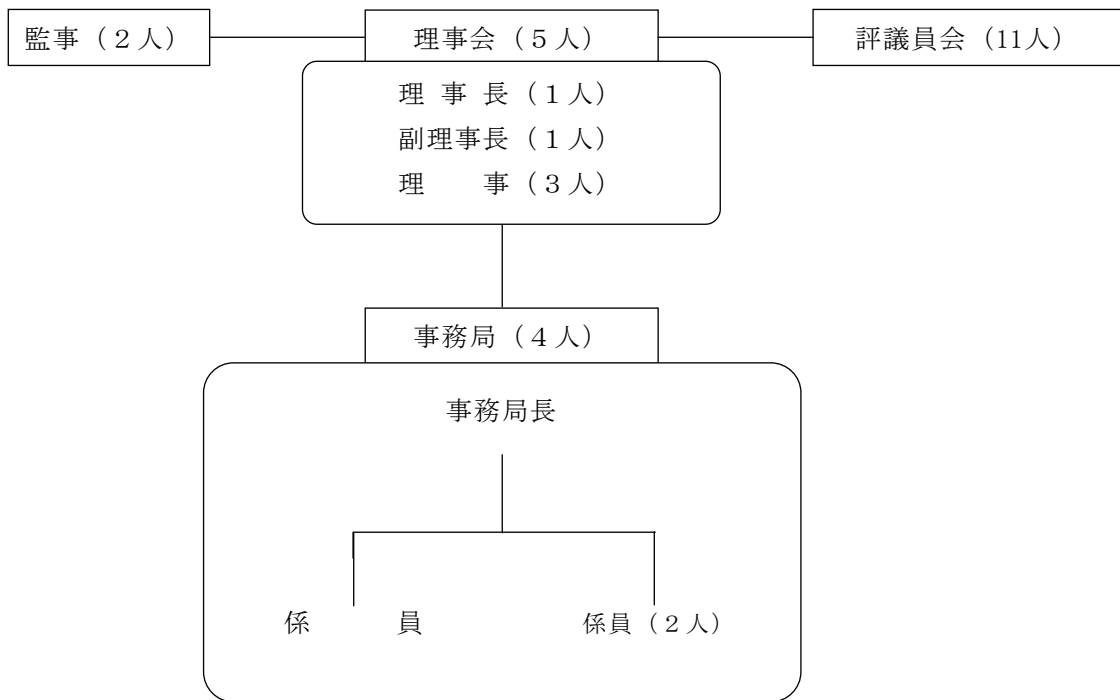 監事（２人）
理事会（５人）
評議員会（11人）
理 事 長（１人）
副理事長（１人）
理　　事（３人）
事務局（４人）
事務局長
係　　員
係員（２人）